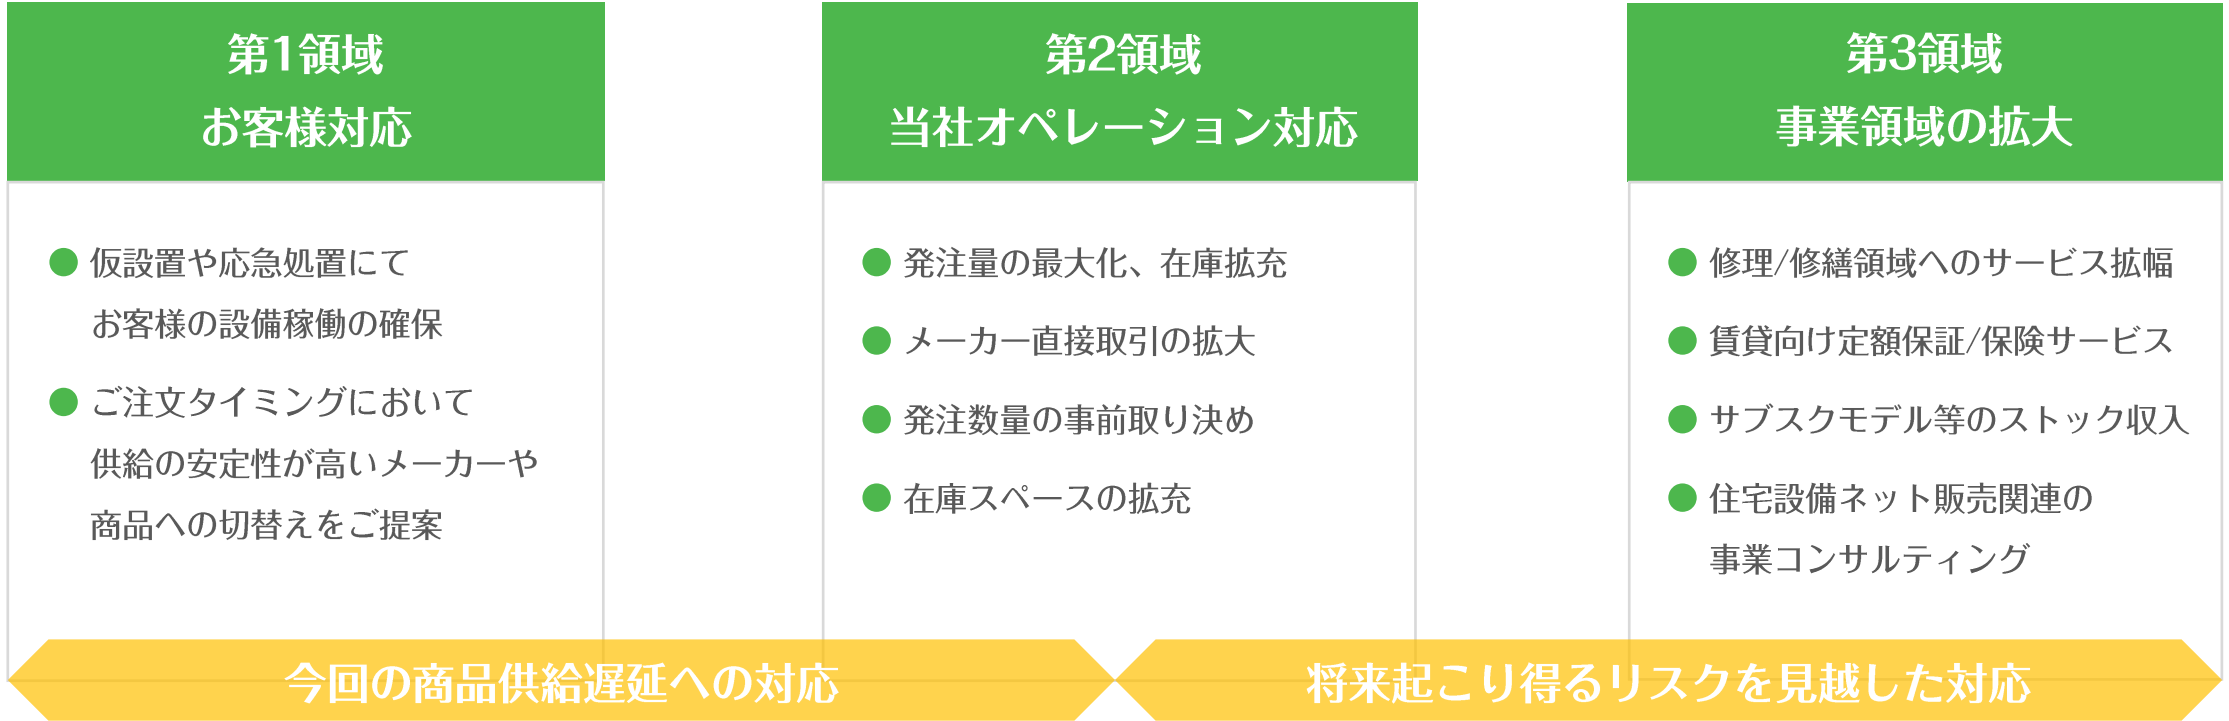 第1領域
お客様対応
仮設置や応急処置にて
お客様の設備稼働の確保
ご注文タイミングにおいて
供給の安定性が高いメーカーや
商品への切替えをご提案
第2領域
当社オペレーション対応
発注量の最大化、在庫拡充
メーカー直接取引の拡大
発注数量の事前取り決め
在庫スペースの拡充
第3領域
事業領域の拡大
修理/修繕領域へのサービス拡幅
賃貸向け定額保証/保険サービス
サブスクモデル等のストック収入
住宅設備ネット販売関連の
事業コンサルティング
今回の商品供給遅延への対応
将来起こり得るリスクを見越した対応